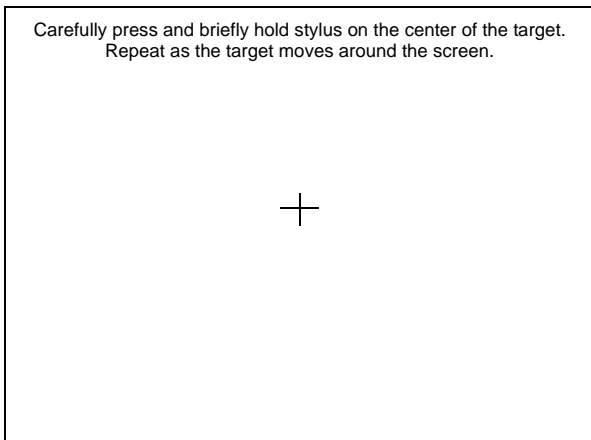 Carefully press and briefly hold stylus on the center of the target.
Repeat as the target moves around the screen.